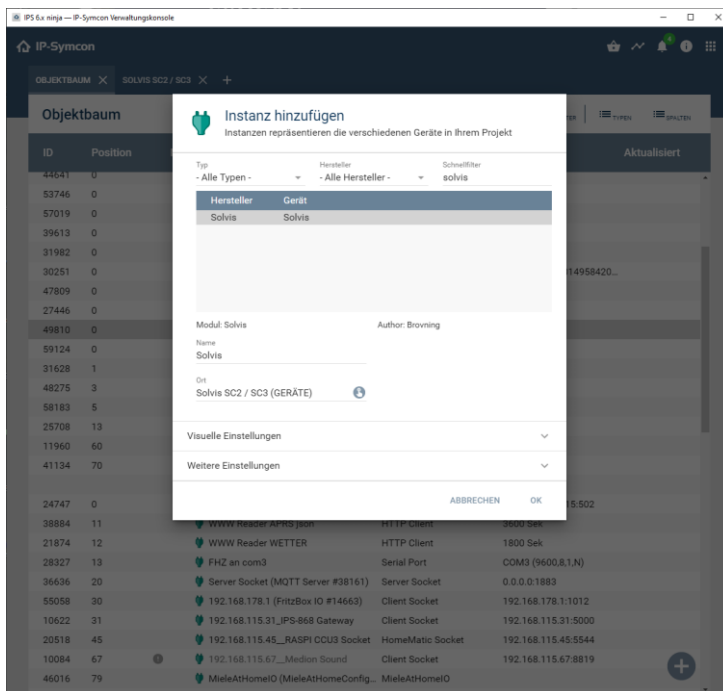 IPS 6.x ninja — IP-Symcon Verwaltungskonsole
IP-Symcon
4
OBJEKTBAUM
SOLVIS SC2 / SC3
Objektbaum
TYPEN
SPALTEN
ID Position Aktualisiert
Instanz hinzufügen
Instanzen repräsentieren die verschiedenen Geräte in Ihrem Projekt
Typ Hersteller Schnellfilter
- Alle Typen - - Alle Hersteller - solvis
Hersteller Gerät
Solvis Solvis
Modul: Solvis Author: Brovning
Name
Solvis
Ort
Solvis SC2 / SC3 (GERÄTE)
Visuelle Einstellungen
Weitere Einstellungen
ABBRECHEN OK
44641 0
53746 0
57019 0
39613 0
31982 0
30251 0 14958420...
47809 0
27446 0
49810 0
59124 0
31628 1
48275 3
58183 5
25708 13
11960 60
41134 70
24747 0 15:502
38884 11 WWW Reader APRS json HTTP Client 3600 Sek
21874 12 WWW Reader WETTER HTTP Client 1800 Sek
28327 13 FHZ an com3 Serial Port COM3 (9600,8,1,N)
36636 20 Server Socket (MQTT Server #38161) Server Socket 0.0.0.0:1883
55058 30 192.168.178.1 (FritzBox IO #14663) Client Socket 192.168.178.1:1012
10622 31 192.168.115.31_IPS-868 Gateway Client Socket 192.168.115.31:5000
20518 45 192.168.115.45__RASPI CCU3 Socket HomeMatic Socket 192.168.115.45:5544
10084 67 192.168.115.67__Medion Sound Client Socket 192.168.115.67:8819
46016 79 MieleAtHomeIO (MieleAtHomeConfig... MieleAtHomeIO